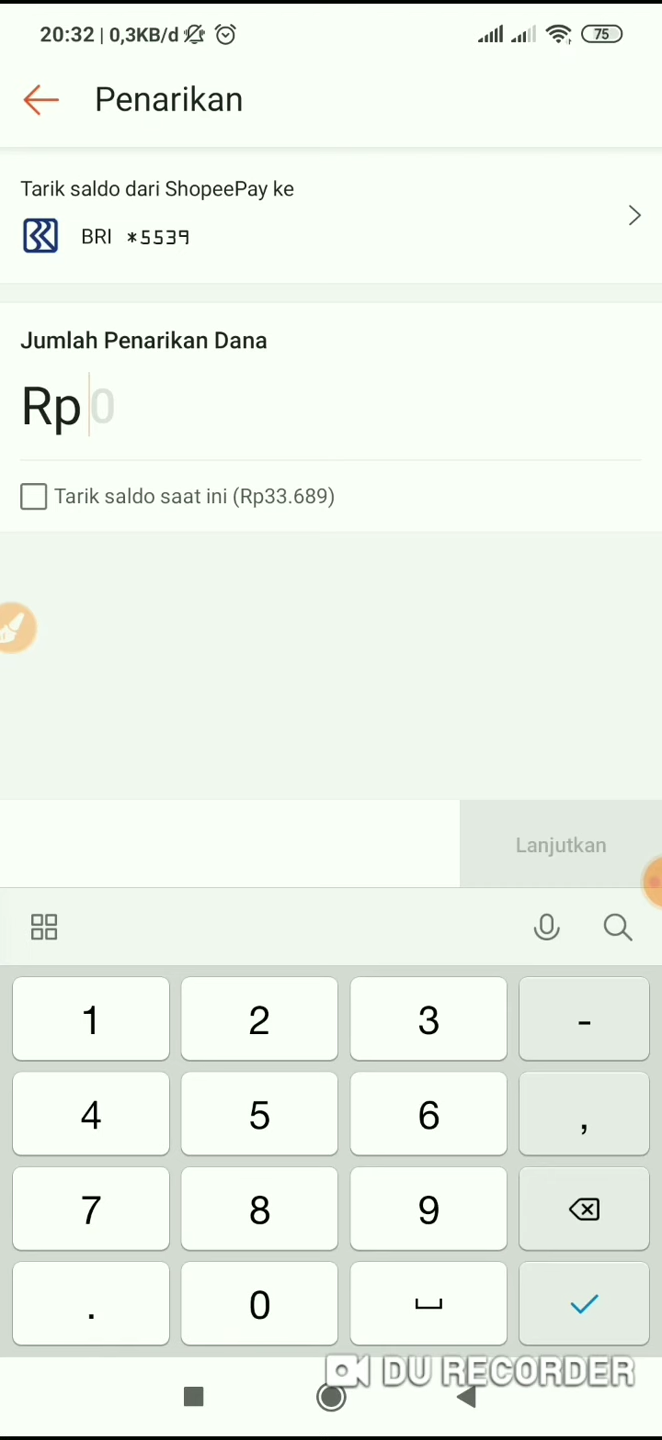 20:32 | 0,3KB/d 75
Penarikan
Tarik saldo dari ShopeePay ke
BRI *5539
Jumlah Penarikan Dana
Rp 0
Tarik saldo saat ini (Rp33.689)
Lanjutkan
1 2 3 -
4 5 6 ,
7 8 9
. 0
DU RECORDER